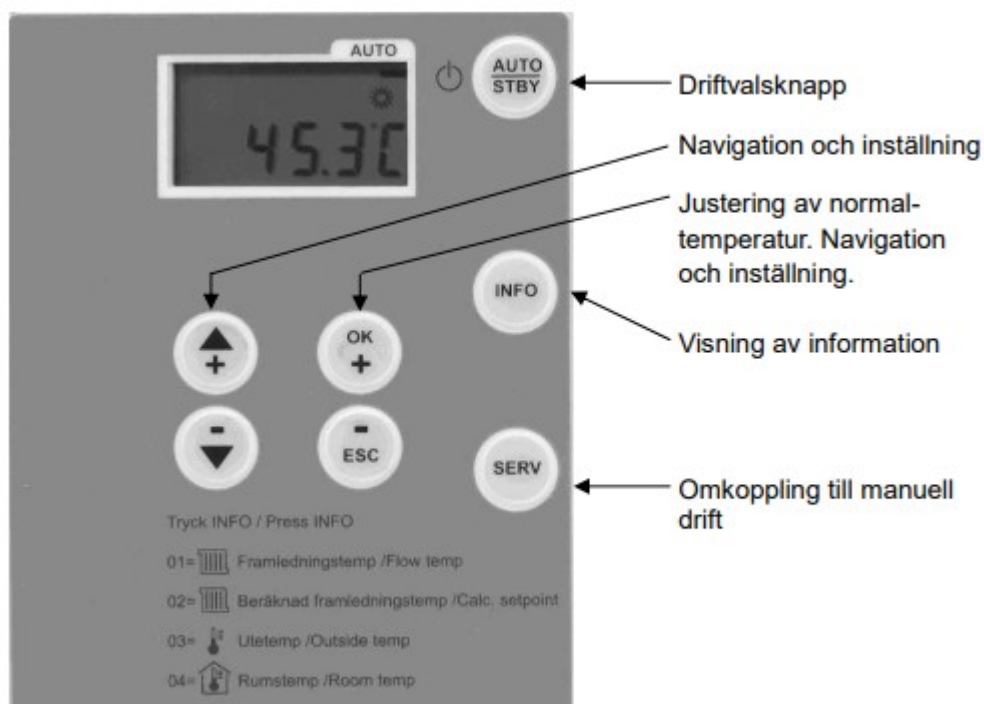 AUTO
45.3°C
AUTO
STBY
Driftvalsknapp
Navigation och inställning
Justering av normal-
temperatur. Navigation
och inställning.
INFO
Visning av information
+
OK
+
-
-
ESC
SERV
Omkoppling till manuell
drift
Tryck INFO / Press INFO
01= Framledningstemp /Flow temp
02= Beräknad framledningstemp /Calc. setpoint
03= Utetemp /Outside temp
04= Rumstemp /Room temp